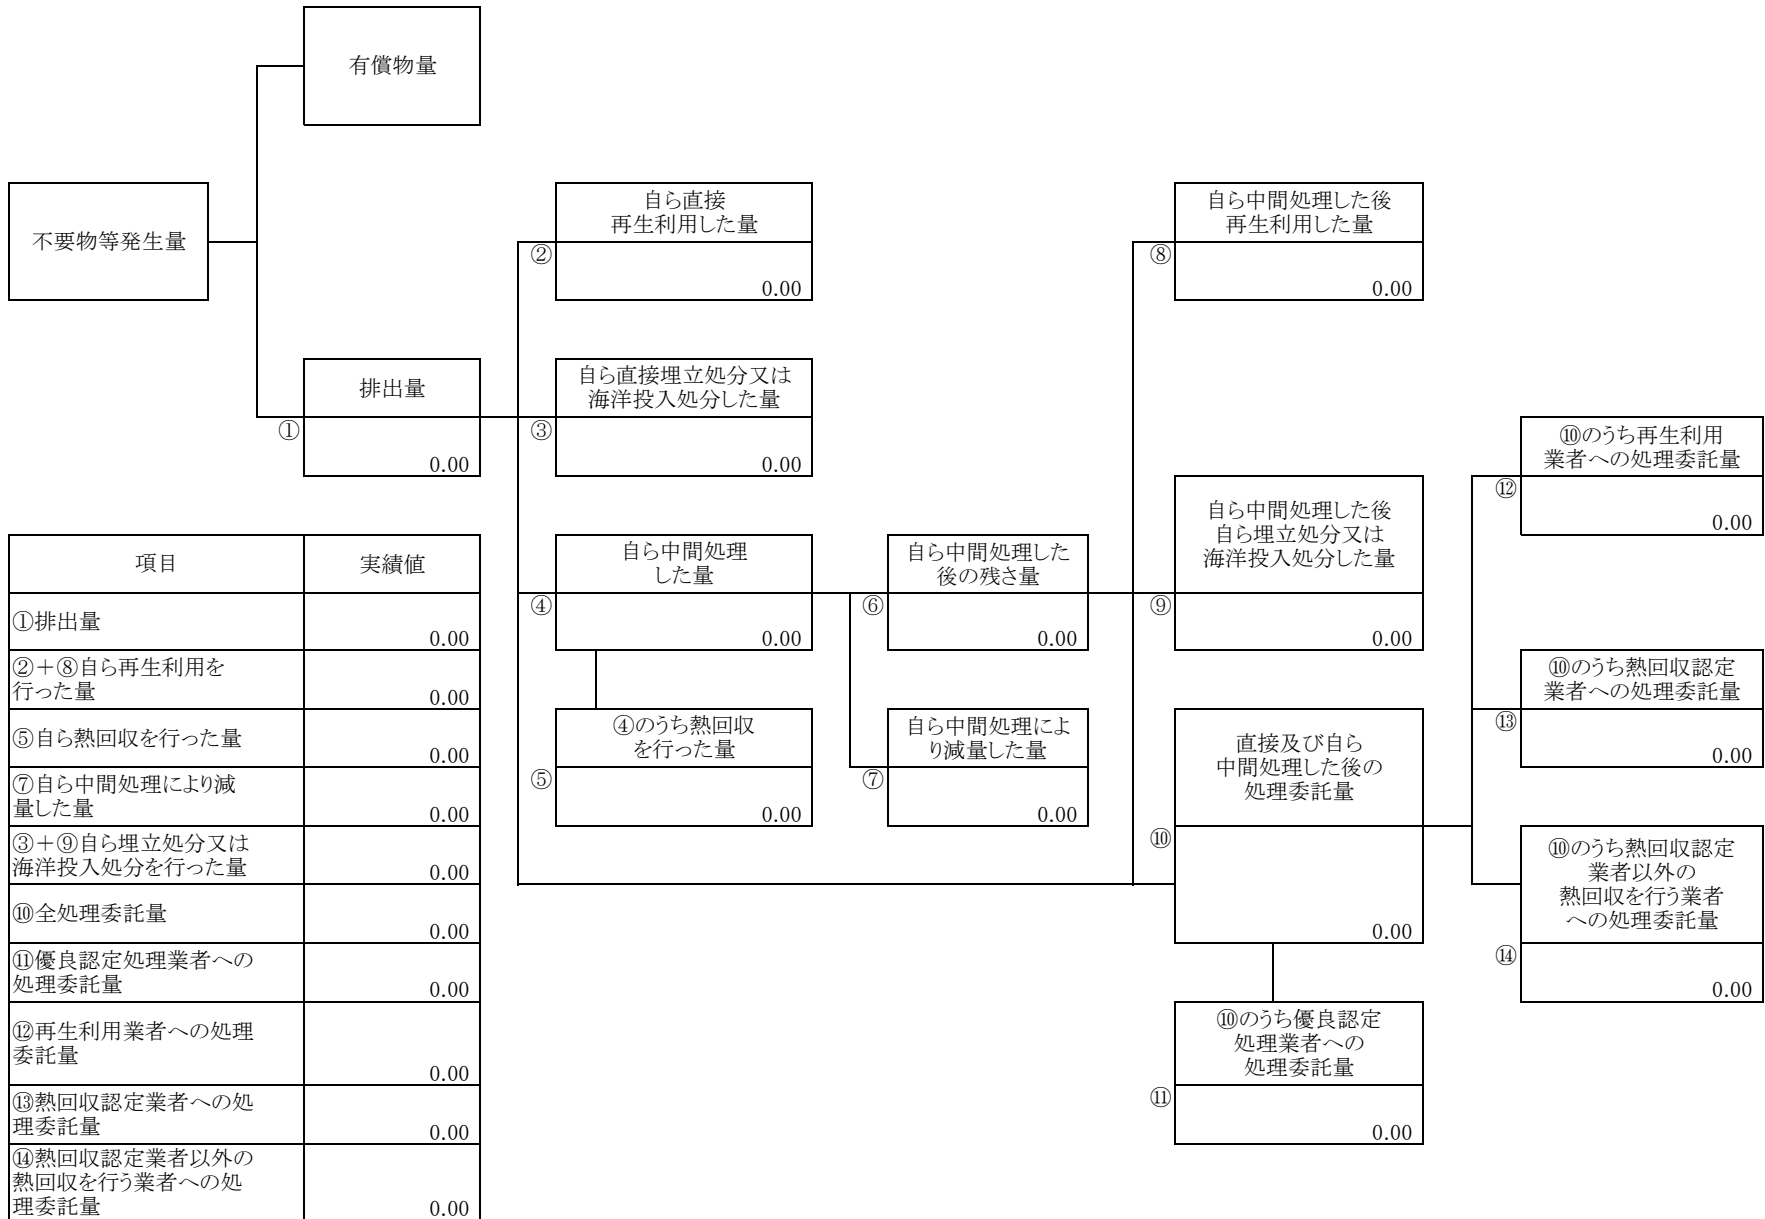 有償物量
不要物等発生量
排出量
①
0.00
自ら直接
再生利用した量
②
0.00
自ら直接埋立処分又は
海洋投入処分した量
③
0.00
自ら中間処理
した量
④
0.00
④のうち熱回収
を行った量
⑤
0.00
自ら中間処理した
後の残さ量
⑥
0.00
自ら中間処理によ
り減量した量
⑦
0.00
自ら中間処理した後
再生利用した量
⑧
0.00
自ら中間処理した後
自ら埋立処分又は
海洋投入処分した量
⑨
0.00
直接及び自ら
中間処理した後の
処理委託量
⑩
0.00
⑩のうち優良認定
処理業者への
処理委託量
⑪
0.00
⑩のうち再生利用
業者への処理委託量
⑫
0.00
⑩のうち熱回収認定
業者への処理委託量
⑬
0.00
⑩のうち熱回収認定
業者以外の
熱回収を行う業者
への処理委託量
⑭
0.00
項目 実績値
①排出量
0.00
②+⑧自ら再生利用を
行った量
0.00
⑤自ら熱回収を行った量
0.00
⑦自ら中間処理により減
量した量
0.00
③+⑨自ら埋立処分又は
海洋投入処分を行った量
0.00
⑩全処理委託量
0.00
⑪優良認定処理業者への
処理委託量
0.00
⑫再生利用業者への処理
委託量
0.00
⑬熱回収認定業者への処
理委託量
0.00
⑭熱回収認定業者以外の
熱回収を行う業者への処
理委託量
0.00